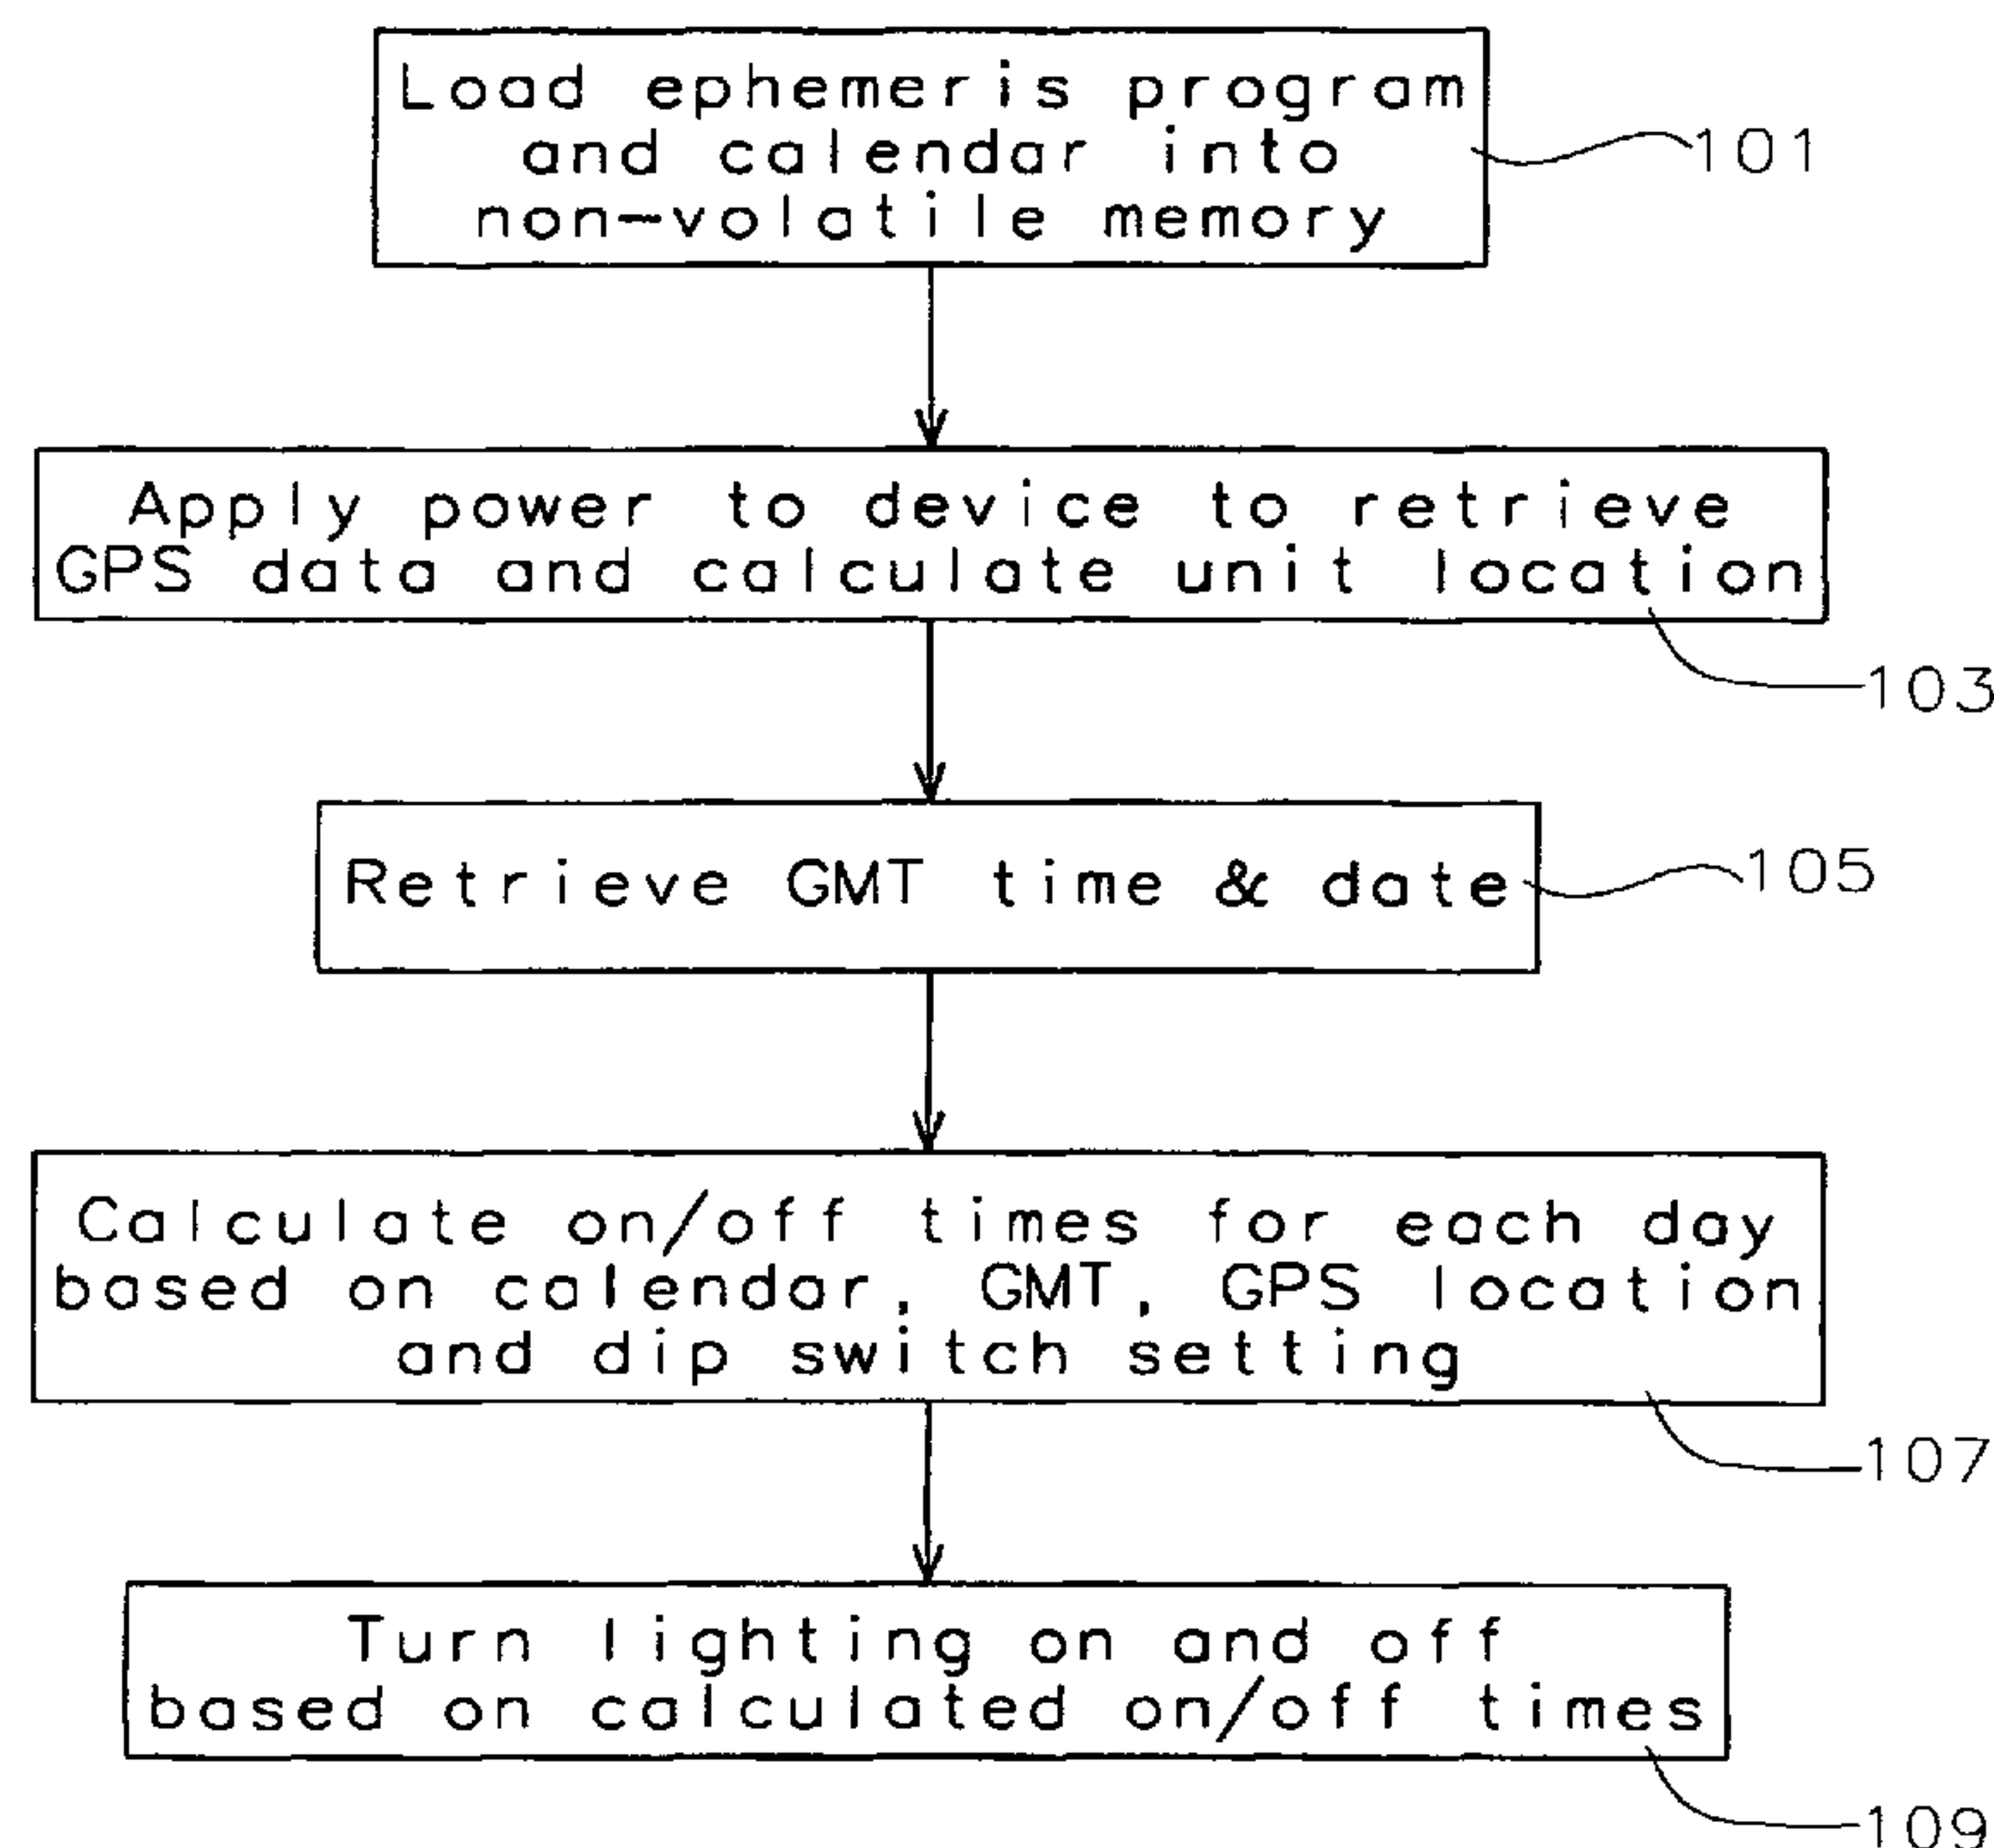 Load ephemeris program
and calendar into
non-volatile memory
101
Apply power to device to retrieve
GPS data and calculate unit location
103
Retrieve GMT time & date
105
Calculate on/off times for each day
based on calendar, GMT, GPS location
and dip switch setting
107
Turn lighting on and off
based on calculated on/off times
109